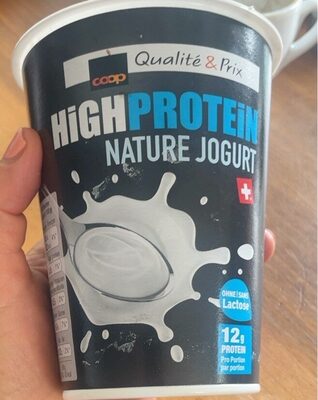 coop
Qualité & Prix
HiGHPROTEiN
NATURE JOGURT
OHNE/SANS
Lactose
12g
PROTEIN
Pro Portion
par portion